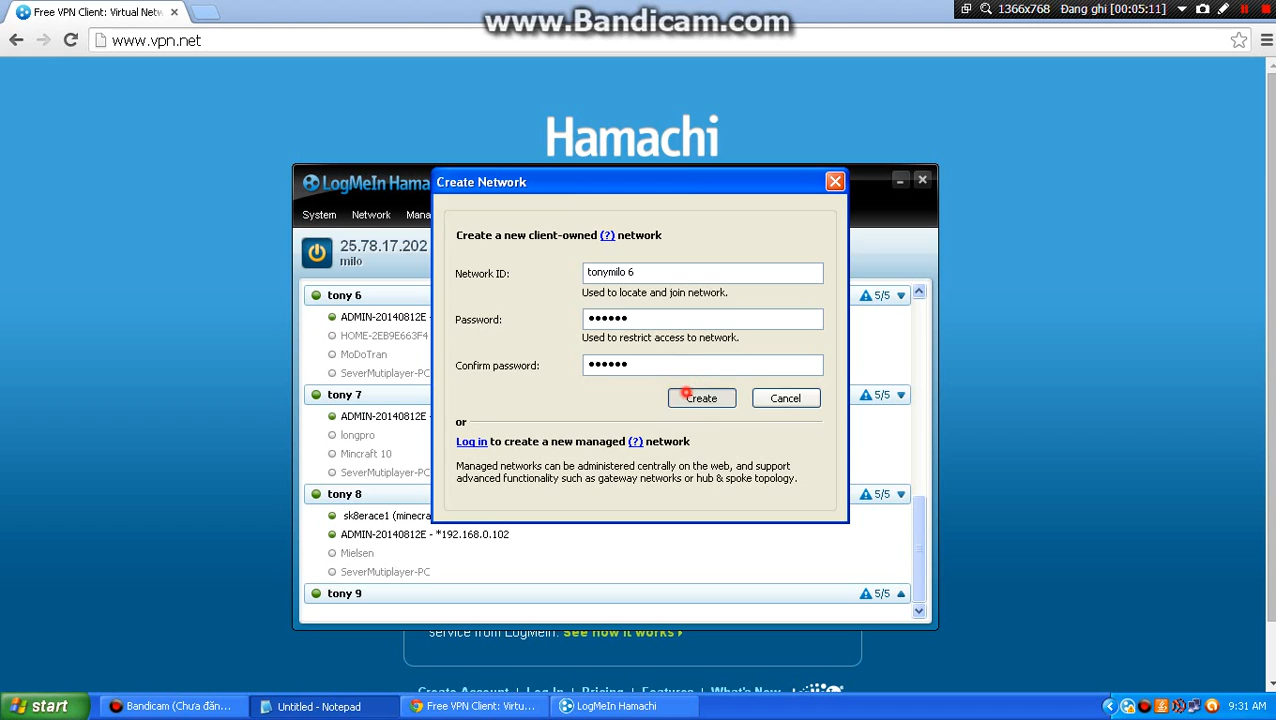 Free VPN Client: Virtual Netw
www.Bandicam.com
1366x768
Đang ghi [00:05:11]
www.vpn.net
Hamachi
LogMeIn Hama
Create Network
System
Network
Mana
Create a new client-owned (?) network
25.78.17.202
milo
Network ID:
tonymilo 6
Used to locate and join network.
tony 6
5/5
ADMIN-20140812E -
Password:
••••••
HOME-2EB9E663F4
Used to restrict access to network.
MoDoTran
Confirm password:
••••••
SeverMutiplayer-PC
tony 7
Create
Cancel
5/5
ADMIN-20140812E -
or
longpro
Log in to create a new managed (?) network
Mincraft 10
Managed networks can be administered centrally on the web, and support
SeverMutiplayer-PC
advanced functionality such as gateway networks or hub & spoke topology.
tony 8
5/5
sk8erace1 (minecra
ADMIN-20140812E - *192.168.0.102
Mielsen
SeverMutiplayer-PC
tony 9
5/5
service from LogMeIn. See how it works
Create Account
Log In
Pricing
Features
What's New
start
Bandicam (Chưa đăn...
Untitled - Notepad
Free VPN Client: Virtu...
LogMeIn Hamachi
9:31 AM